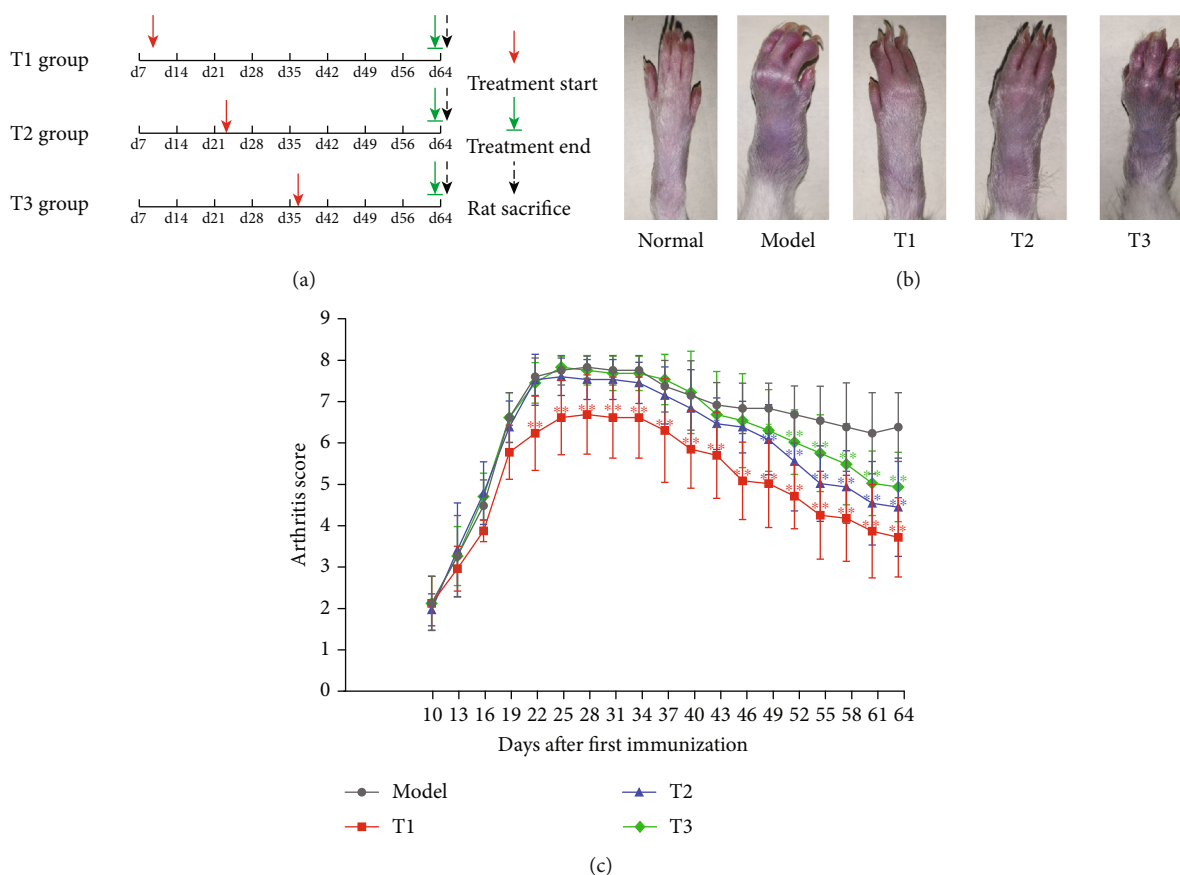 T1 group
d7 d14 d21 d28 d35 d42 d49 d56 d64
Treatment start
T2 group
d7 d14 d21 d28 d35 d42 d49 d56 d64
Treatment end
T3 group
d7 d14 d21 d28 d35 d42 d49 d56 d64
Rat sacrifice
(a)
Normal Model T1 T2 T3
(b)
9
8
7
6
5
4
3
2
1
0
Arthritis score
** ** ** ** ** ** ** ** ** ** ** ** ** ** **
** ** ** ** ** **
** ** ** ** **
10 13 16 19 22 25 28 31 34 37 40 43 46 49 52 55 58 61 64
Days after first immunization
Model T2
T1 T3
(c)